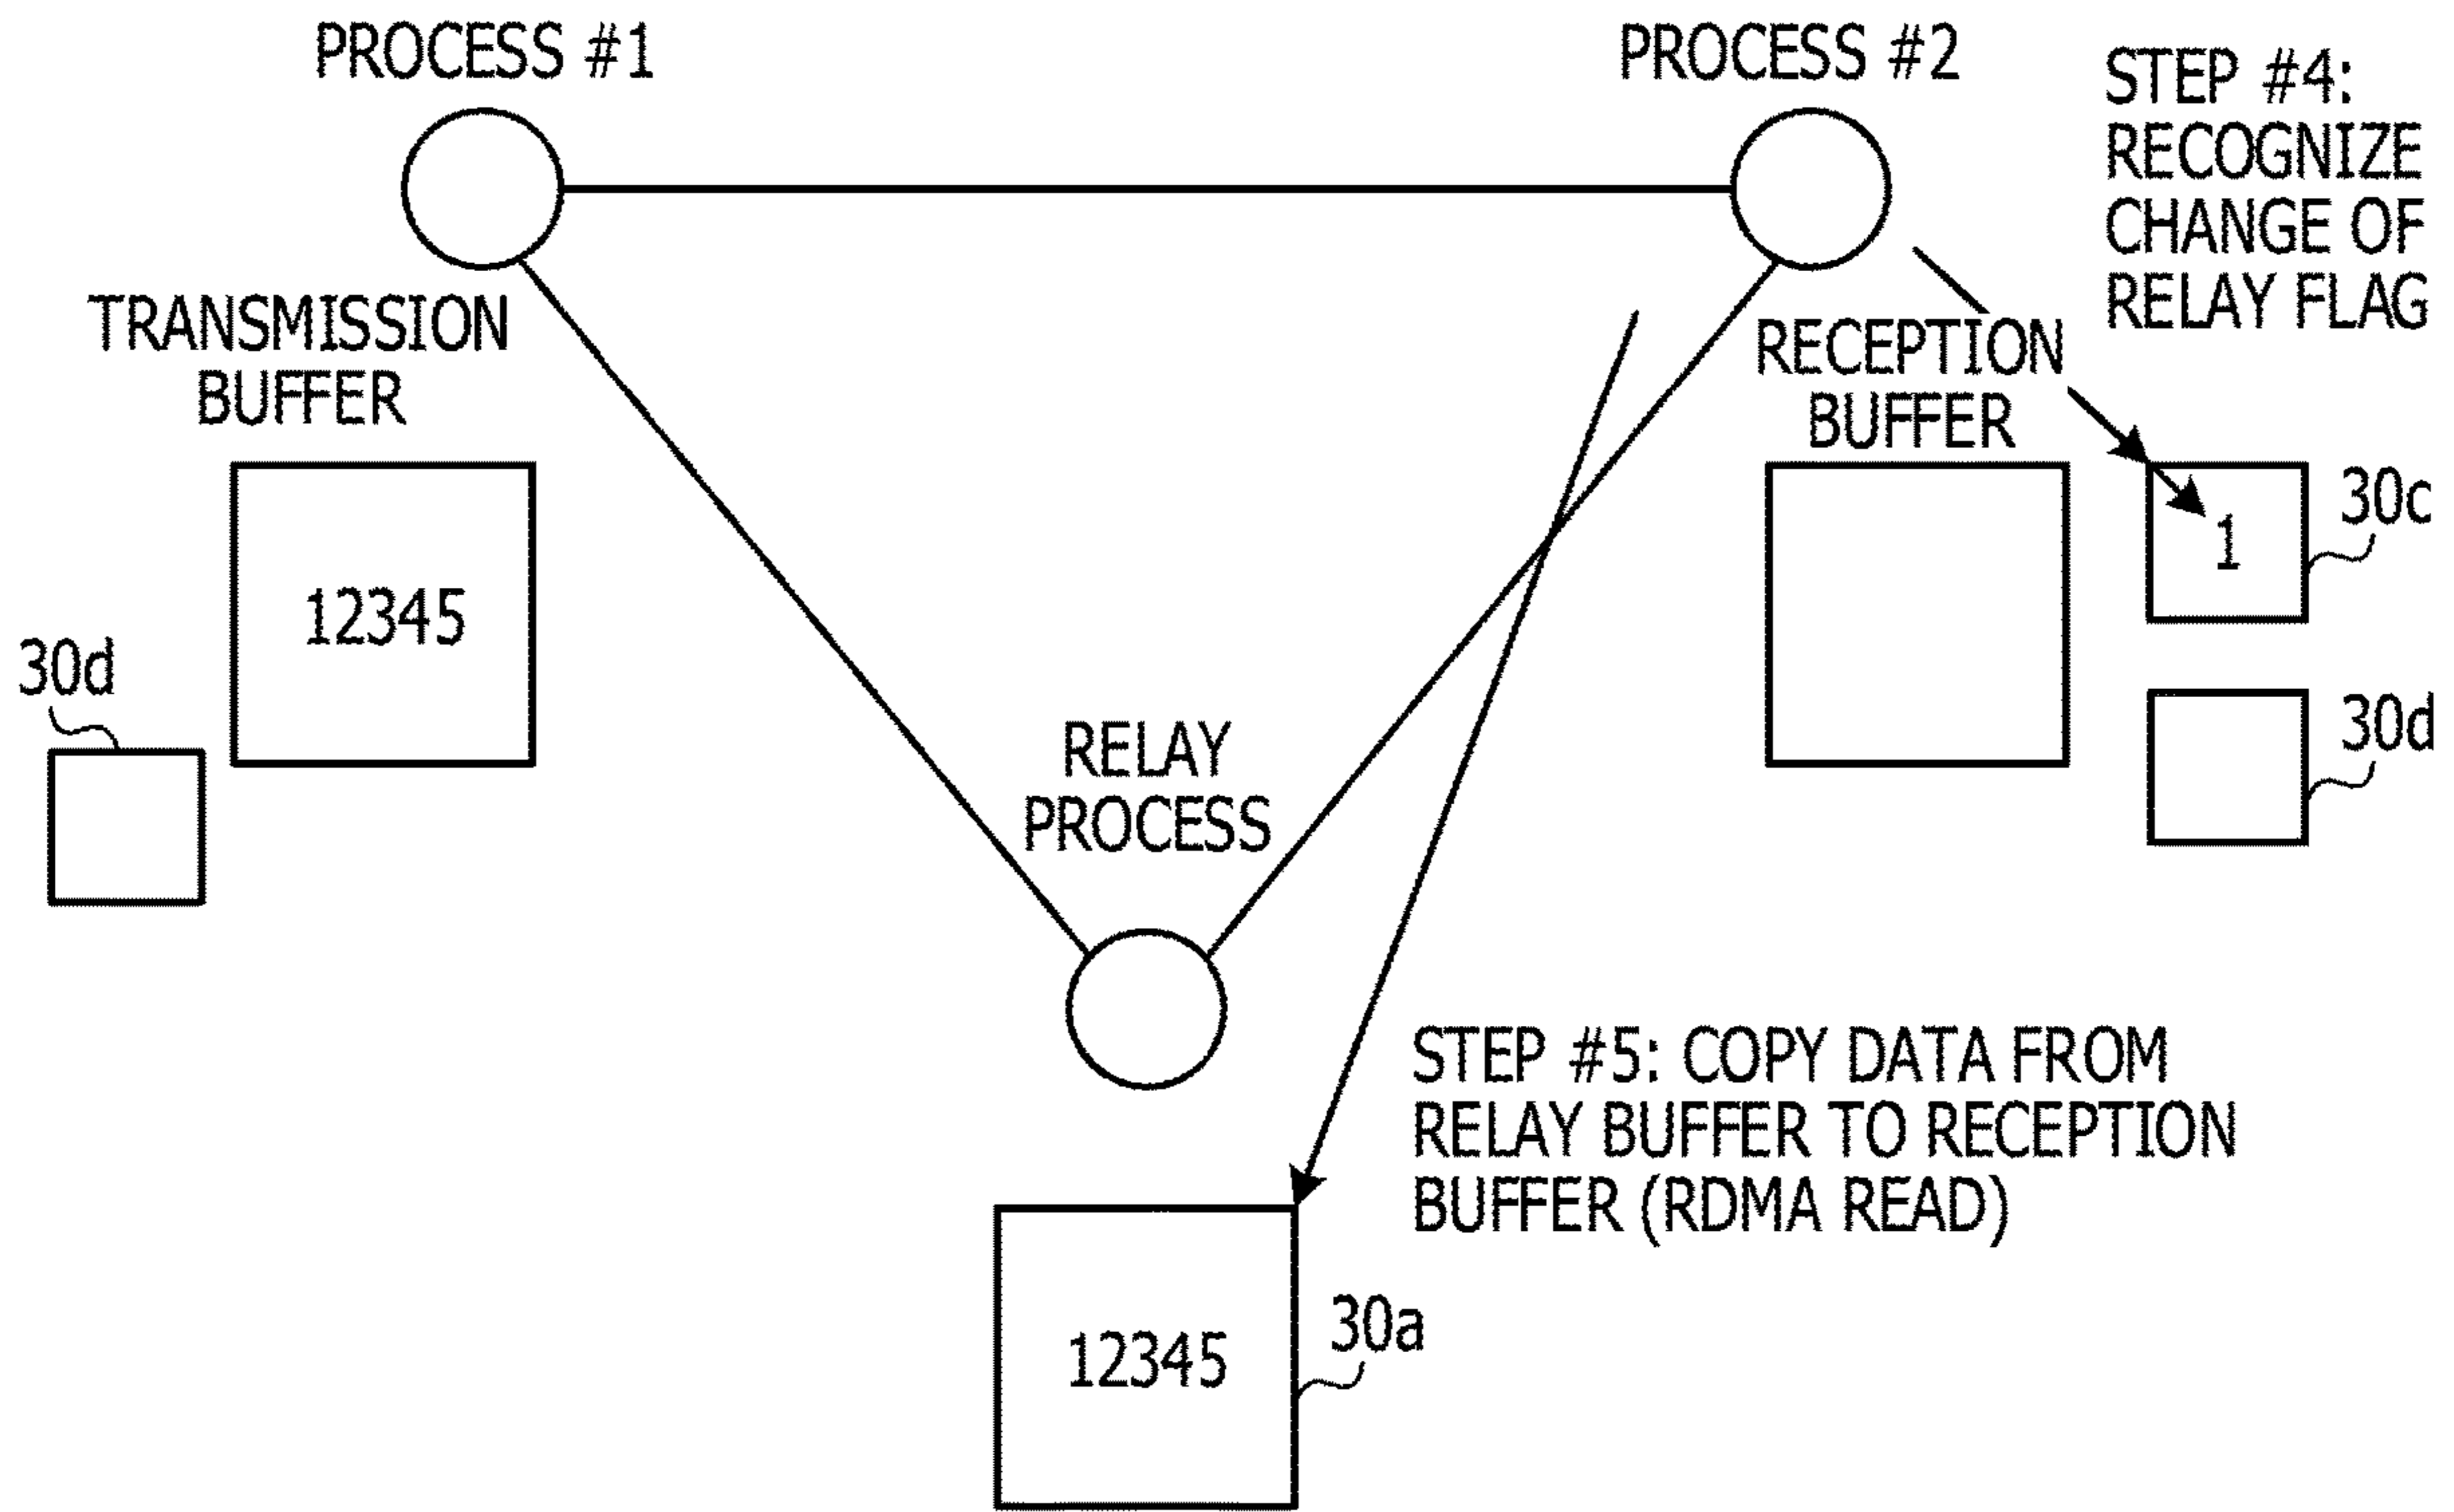 PROCESS #1
PROCESS #2
STEP #4:
RECOGNIZE
CHANGE OF
RELAY FLAG
TRANSMISSION
BUFFER
RECEPTION
BUFFER
12345
30d
1
30c
30d
RELAY
PROCESS
STEP #5: COPY DATA FROM
RELAY BUFFER TO RECEPTION
BUFFER (RDMA READ)
12345
30a